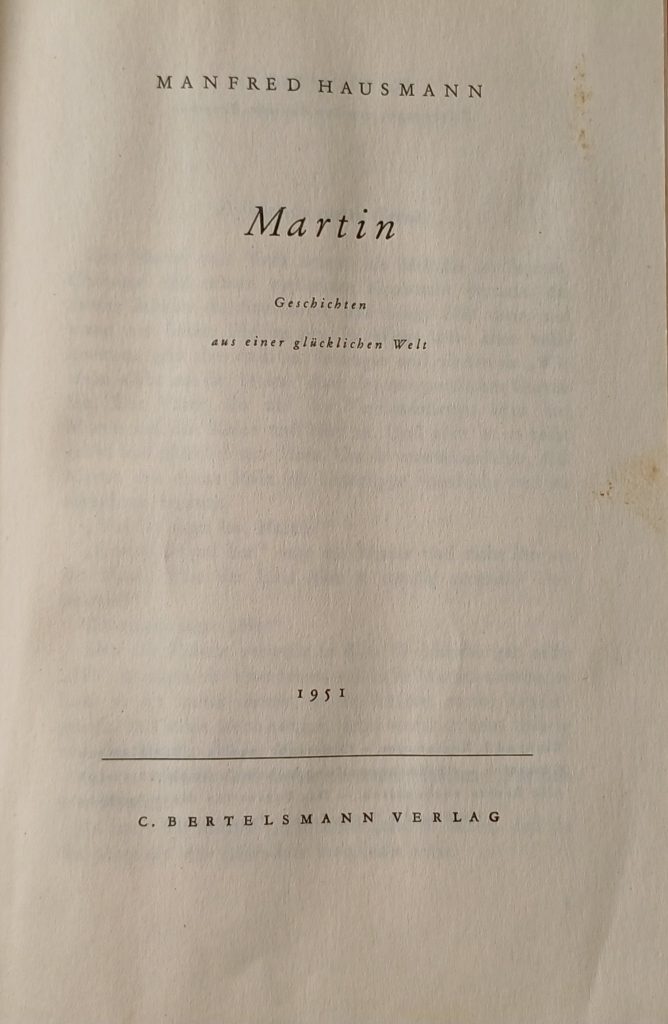 MANFRED HAUSMANN
Martin
Geschichten
aus einer glücklichen Welt
1951
C. BERTELSMANN VERLAG